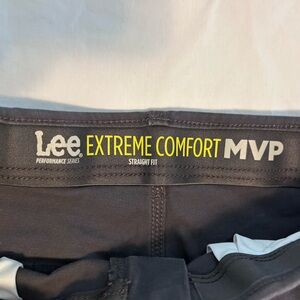 Lee EXTREME COMFORT MVP
PERFORMANCE SERIES STRAIGHT FIT